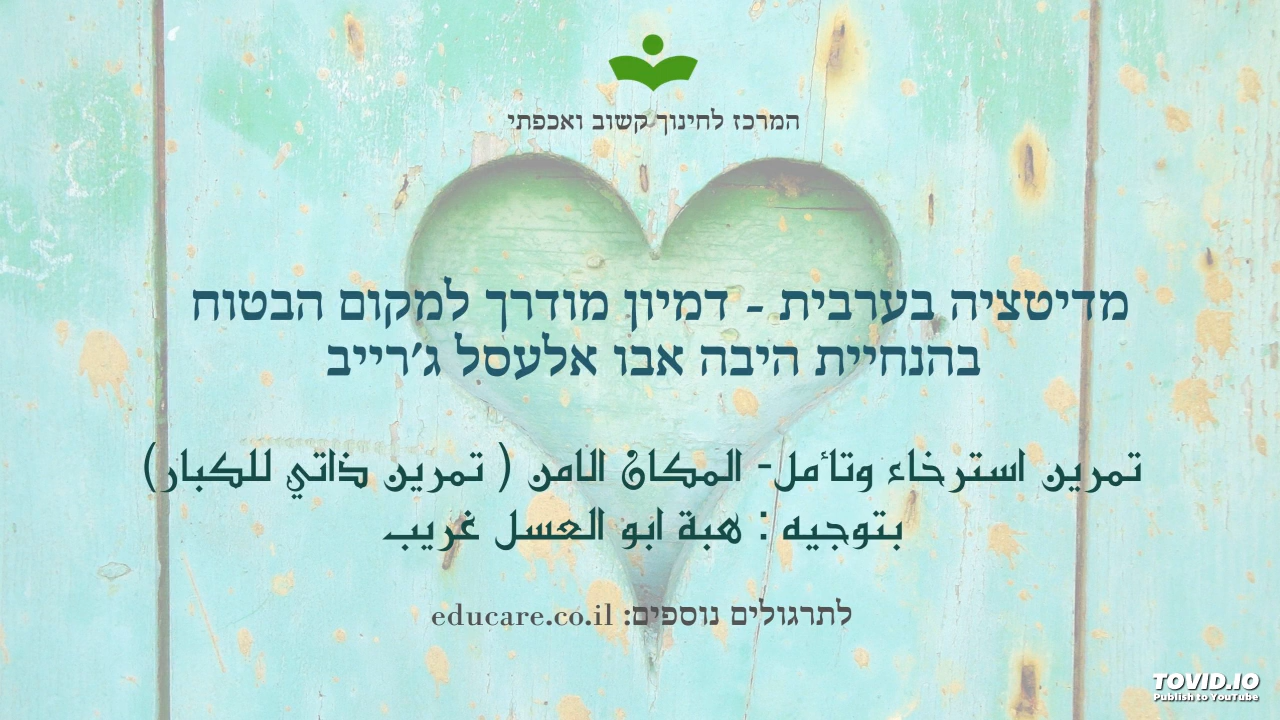 המרכז לחינוך קשוב ואכפתי
מדיטציה בערבית - דמיון מודרך למקום הבטוח
בהנחיית היבה אבו אלעסל ג'רייב
تمرين استرخاء وتأمل- المكان الامن ( تمرين ذاتي للكبار)
بتوجيه : هبة ابو العسل غريب
לתרגולים נוספים: educare.co.il
TOVID.IO
Publish to YouTube